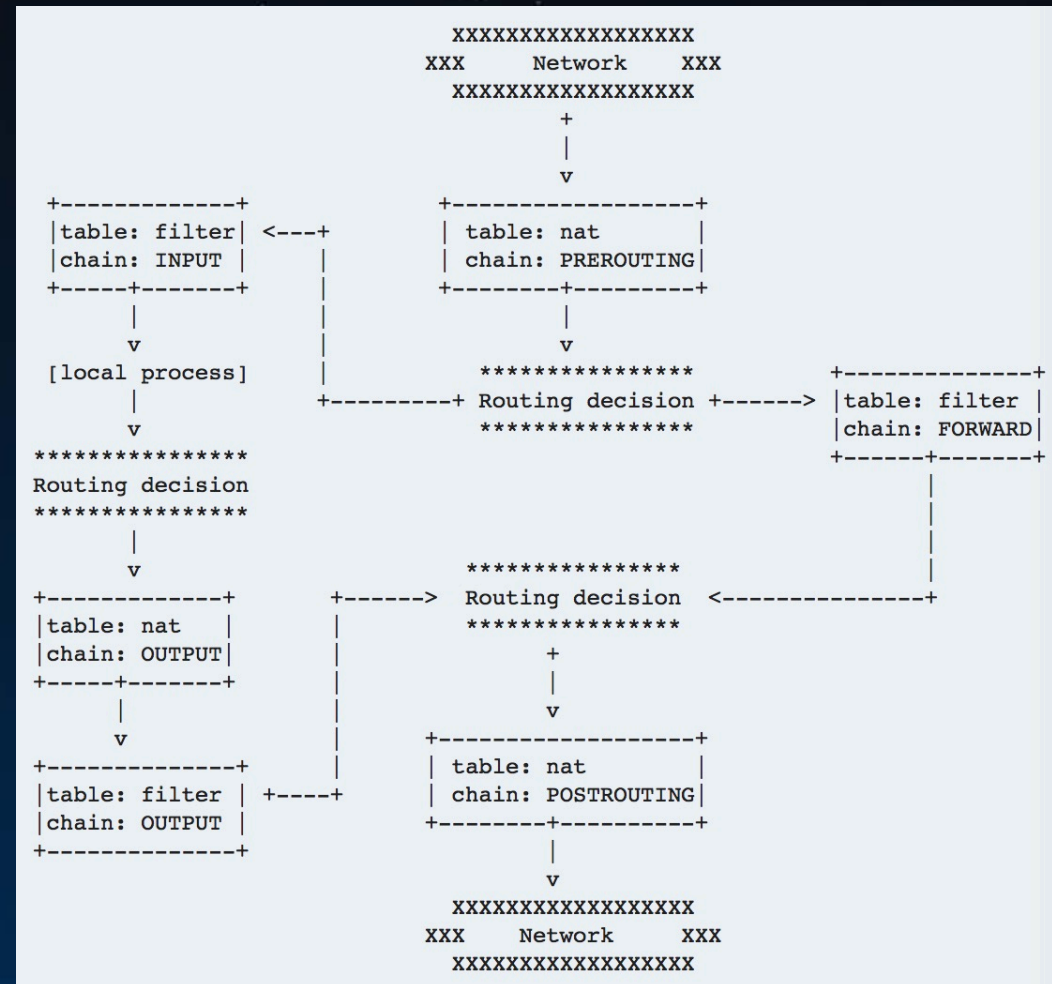 XXXXXXXXXXXXXXXXXX
XXX     Network    XXX
XXXXXXXXXXXXXXXXXX
+
|
v
+-------------+              +------------------+
|table: filter| <---+        | table: nat       |
|chain: INPUT |     |        | chain: PREROUTING|
+-----+-------+     |        +--------+---------+
|             |                 |
v             |                 v
[local process]     |           ****************          +--------------+
|             +---------+ Routing decision +------> |table: filter |
v                         ****************          |chain: FORWARD|
****************                                    +------+-------+
Routing decision                                           |
****************                                           |
|                                                    |
v                         ****************           |
+-------------+       +------>  Routing decision  <---------------+
|table: nat   |       |         ****************
|chain: OUTPUT|       |               +
+-----+-------+       |               |
|               |               v
v               |      +-------------------+
+--------------+      |      | table: nat        |
|table: filter | +----+      | chain: POSTROUTING|
|chain: OUTPUT |             +--------+----------+
+--------------+                      |
v
XXXXXXXXXXXXXXXXXX
XXX    Network     XXX
XXXXXXXXXXXXXXXXXX